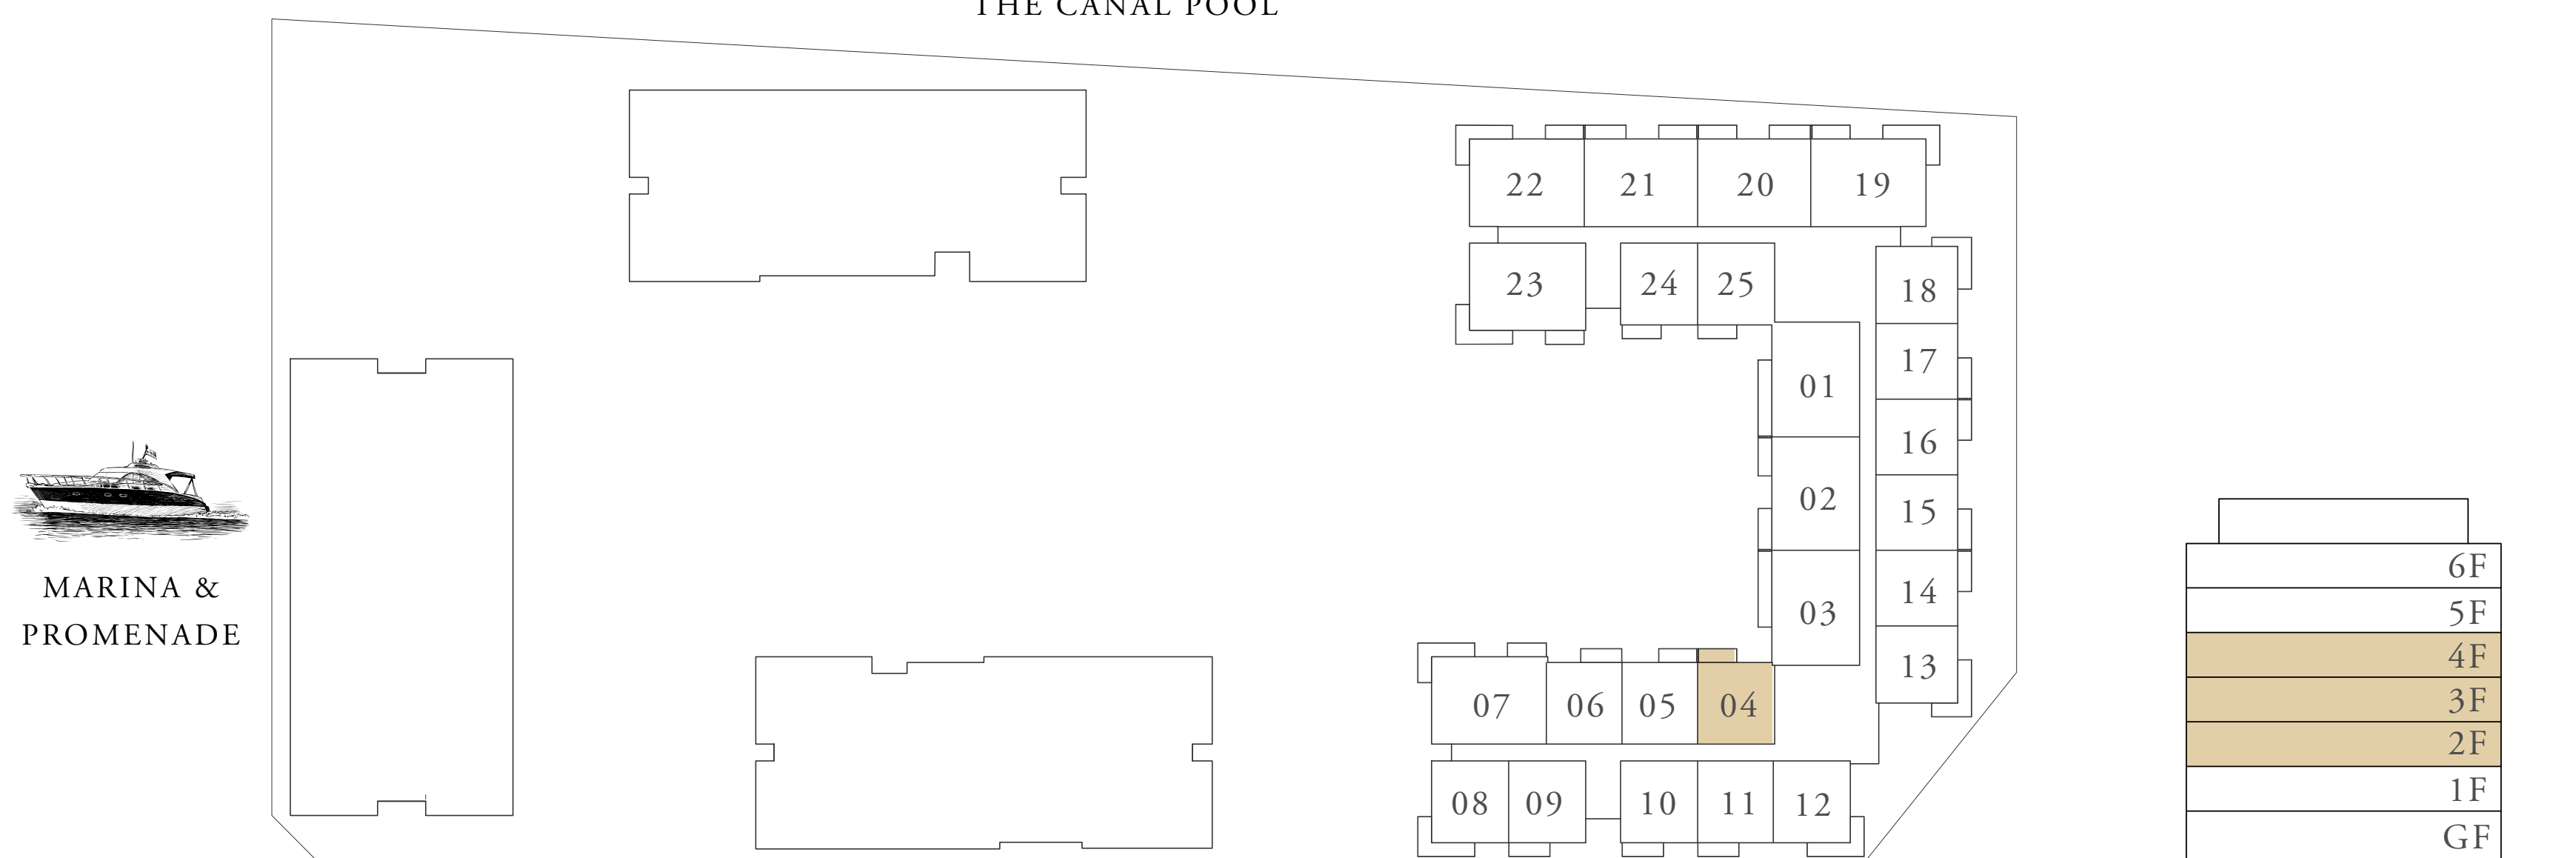 THE CANAL POOL
22 21 20 19
23 24 25
18
17
01
16
02
15
14
03
13
07 06 05 04
08 09 10 11 12
MARINA &
PROMENADE
6F
5F
4F
3F
2F
1F
GF